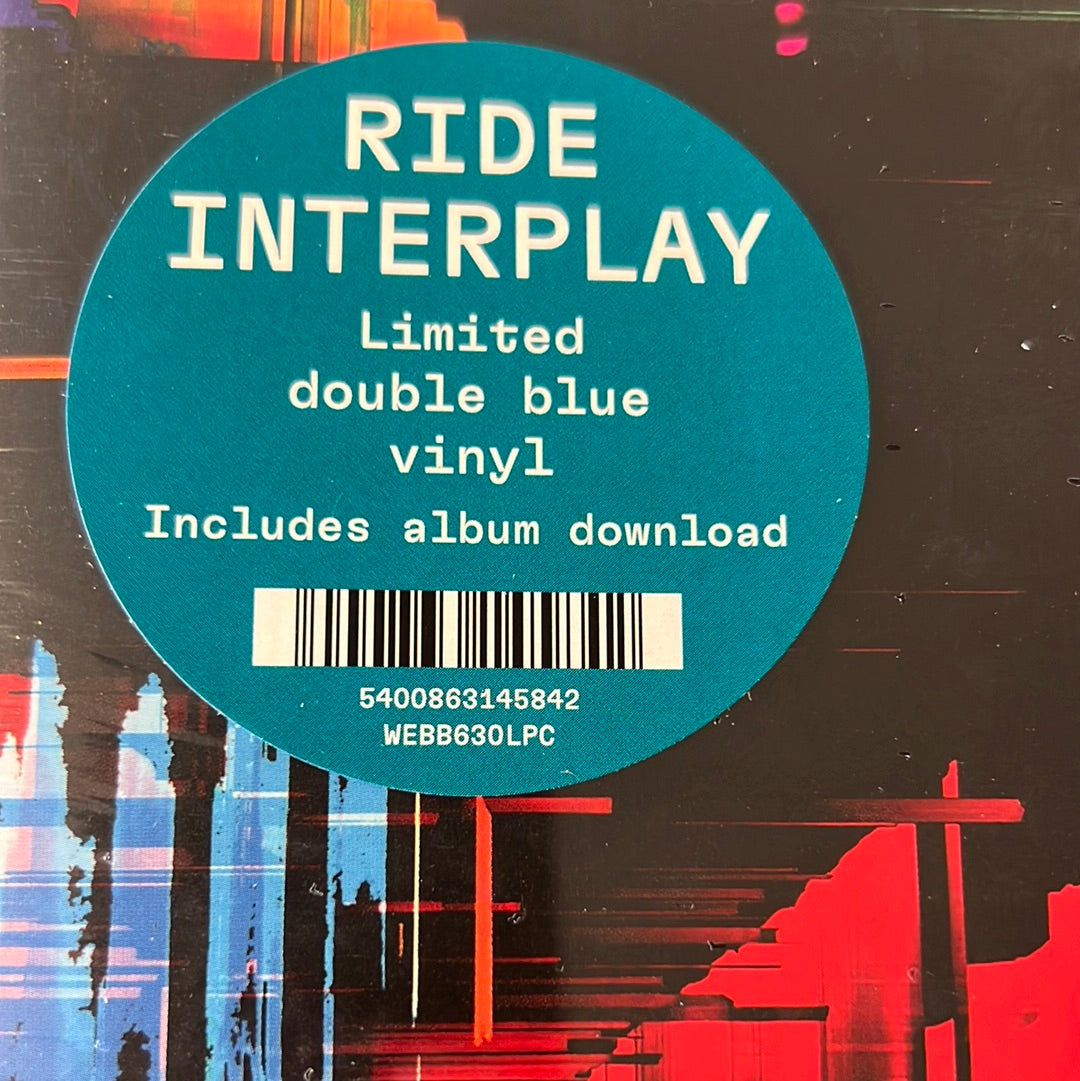 RIDE
INTERPLAY
Limited
double blue
vinyl
Includes album download
5400863145842
WEBB630LPC